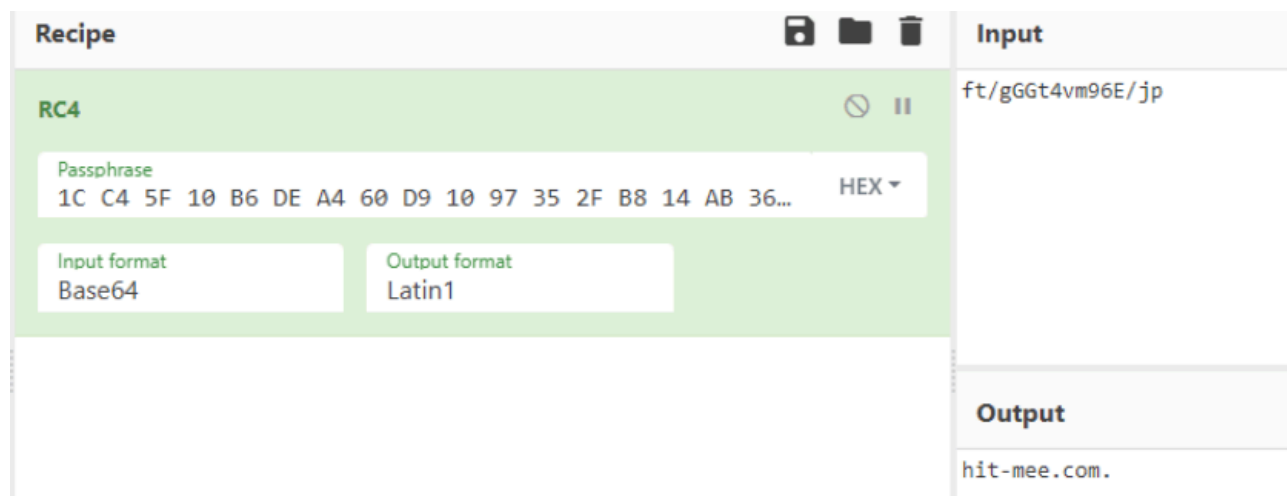 Recipe
RC4
Passphrase
1C C4 5F 10 B6 DE A4 60 D9 10 97 35 2F B8 14 AB 36…
HEX
Input format
Base64
Output format
Latin1
Input
ft/gGGt4vm96E/jp
Output
hit-mee.com.